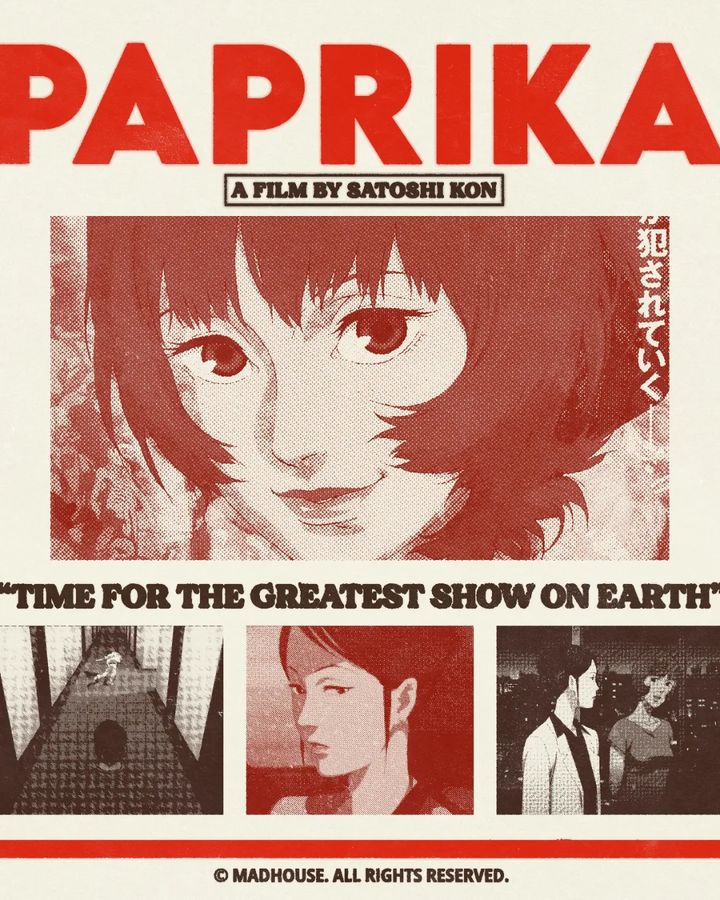 PAPRIKA
A FILM BY SATOSHI KON
が犯されていく—
“TIME FOR THE GREATEST SHOW ON EARTH”
© MADHOUSE. ALL RIGHTS RESERVED.